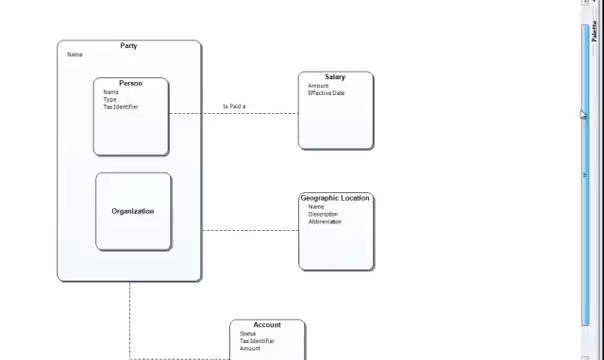 Party
Name
Person
Name
Type
Tax Identifier
Is Paid a
Salary
Amount
Effective Date
Organization
Geographic Location
Name
Description
Abbreviation
Account
Status
Tax Identifier
Amount
Palette